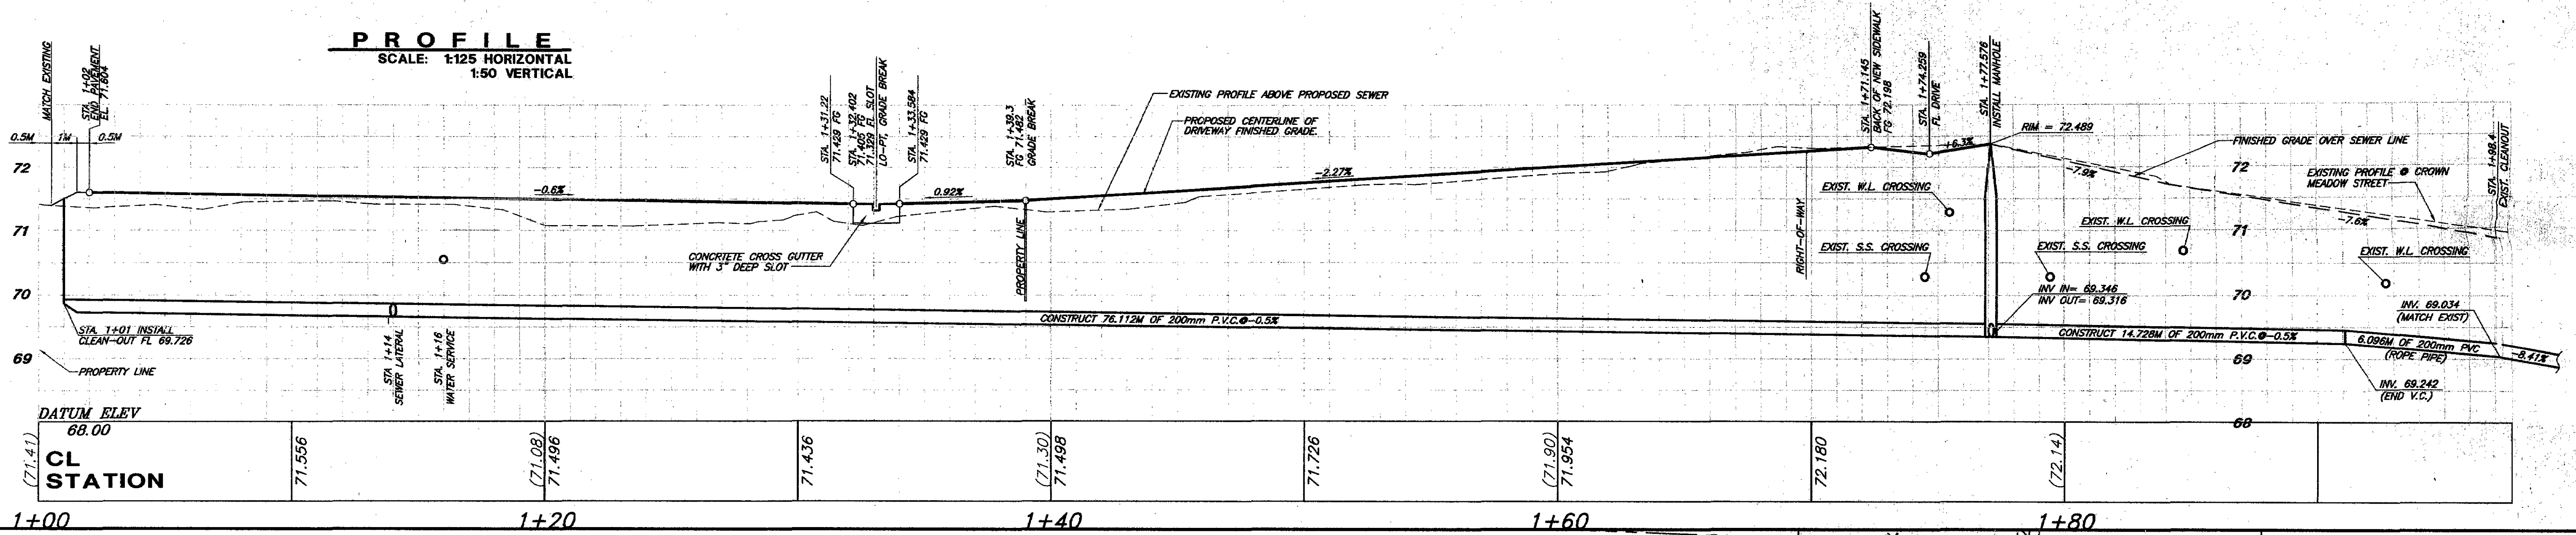 PROFILE
SCALE: 1:125 HORIZONTAL
1:50 VERTICAL
MATCH EXISTING
STA. 1+02
END PAVEMENT
EL. 71.604
0.5M
1M
0.5M
72
71
70
69
-0.6%
STA. 1+31.22
71.429 FG
STA. 1+32.402
71.405 FG
71.329 FL SLOT
LO-PT, GRADE BREAK
STA. 1+33.584
71.429 FG
0.92%
STA. 1+39.3
FG 71.482
GRADE BREAK
EXISTING PROFILE ABOVE PROPOSED SEWER
PROPOSED CENTERLINE OF
DRIVEWAY FINISHED GRADE.
-2.27%
STA. 1+71.145
BACK OF NEW SIDEWALK
FG 72.198
STA. 1+74.259
FL DRIVE
STA. 1+77.576
INSTALL MANHOLE
+6.3%
RIM = 72.489
FINISHED GRADE OVER SEWER LINE
-7.9%
EXISTING PROFILE @ CROWN
MEADOW STREET
-7.6%
STA. 1+98.4
EXIST. CLEANOUT
72
71
70
69
68
EXIST. W.L. CROSSING
EXIST. S.S. CROSSING
EXIST. S.S. CROSSING
EXIST. W.L. CROSSING
EXIST. W.L. CROSSING
CONCRTETE CROSS GUTTER
WITH 3" DEEP SLOT
PROPERTY LINE
RIGHT-OF-WAY
INV IN= 69.346
INV OUT= 69.316
INV. 69.034
(MATCH EXIST)
CONSTRUCT 76.112M OF 200mm P.V.C.@-0.5%
CONSTRUCT 14.728M OF 200mm P.V.C.@-0.5%
6.096M OF 200mm PVC
(ROPE PIPE)
-8.41%
INV. 69.242
(END V.C.)
STA. 1+01 INSTALL
CLEAN-OUT FL 69.726
PROPERTY LINE
STA 1+14
SEWER LATERAL
STA. 1+16
WATER SERVICE
DATUM ELEV
68.00
CL
STATION
(71.41)
71.556
(71.08)
71.496
71.436
(71.30)
71.498
71.726
(71.90)
71.954
72.180
(72.14)
1+00
1+20
1+40
1+60
1+80